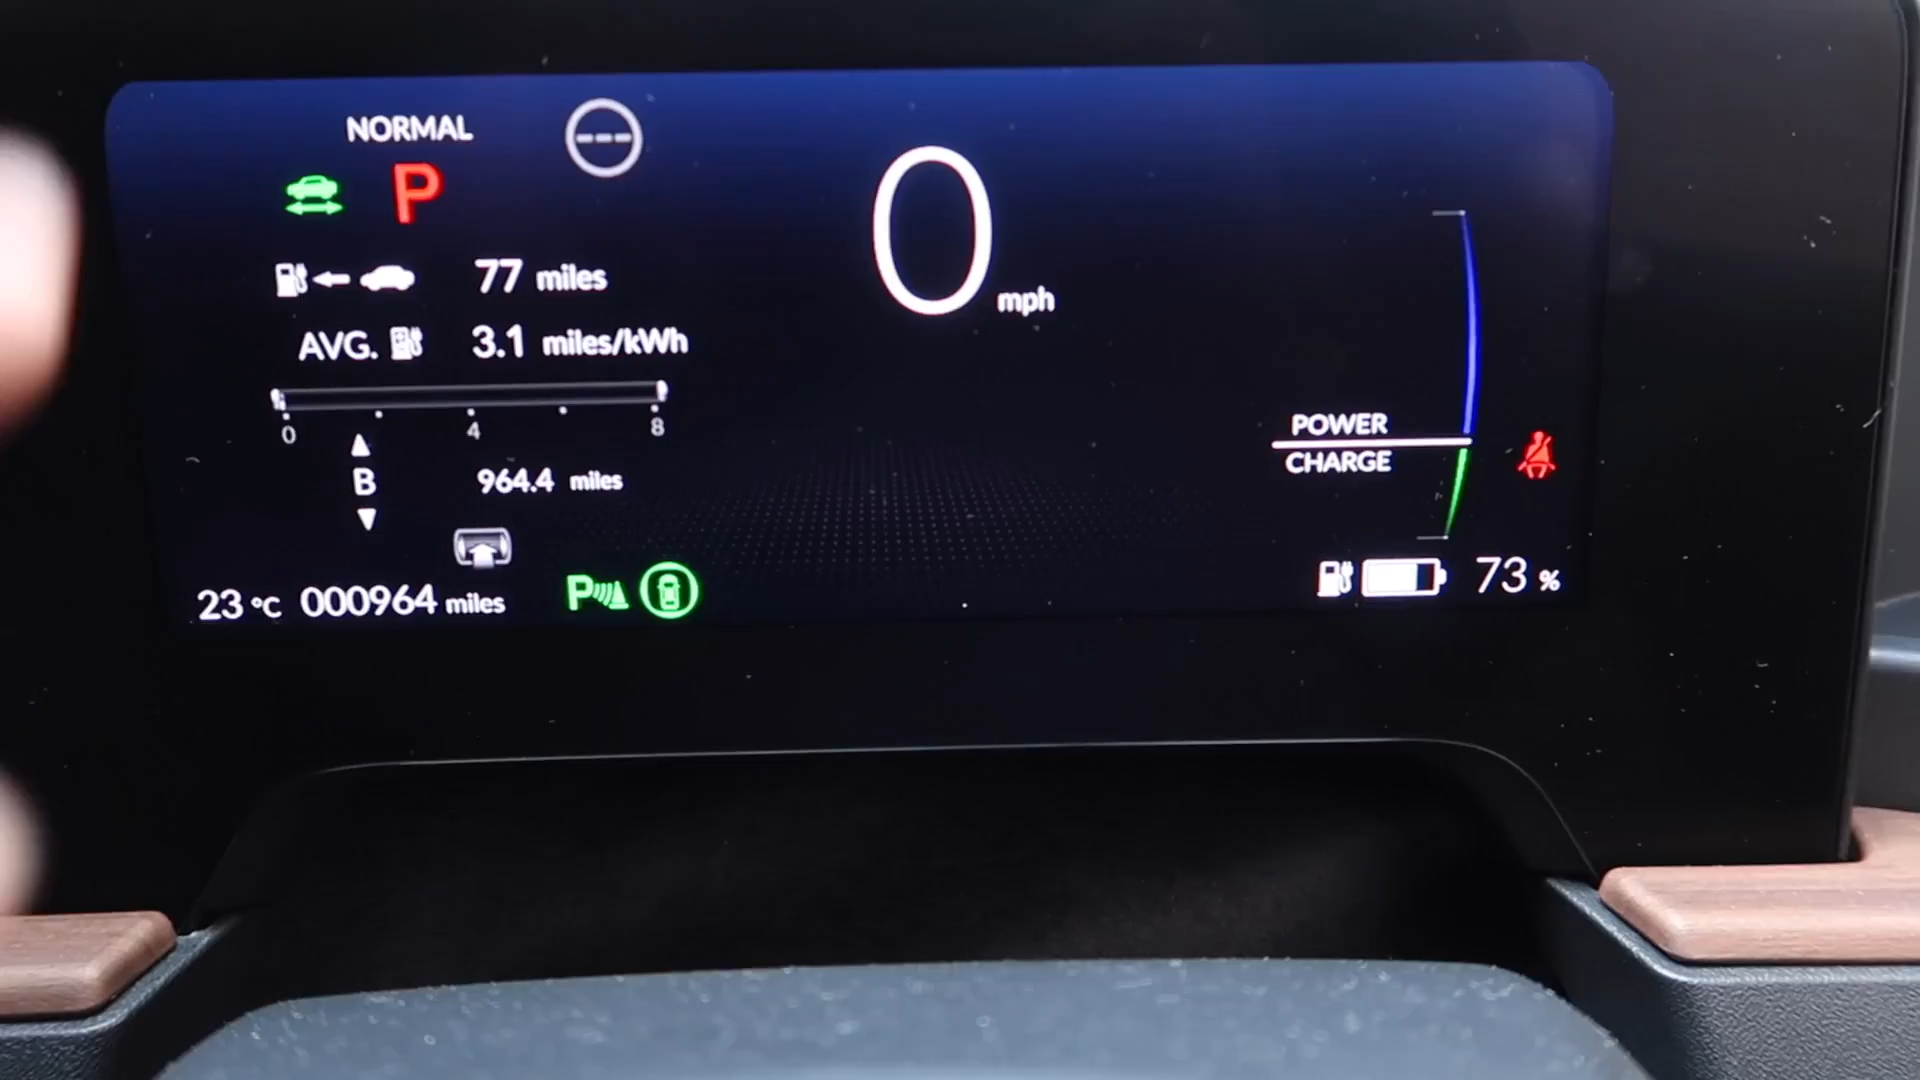 NORMAL
---
P
0 mph
77 miles
AVG. 3.1 miles/kWh
0 4 8
POWER
CHARGE
B 964.4 miles
23 °C 000964 miles
P
73 %